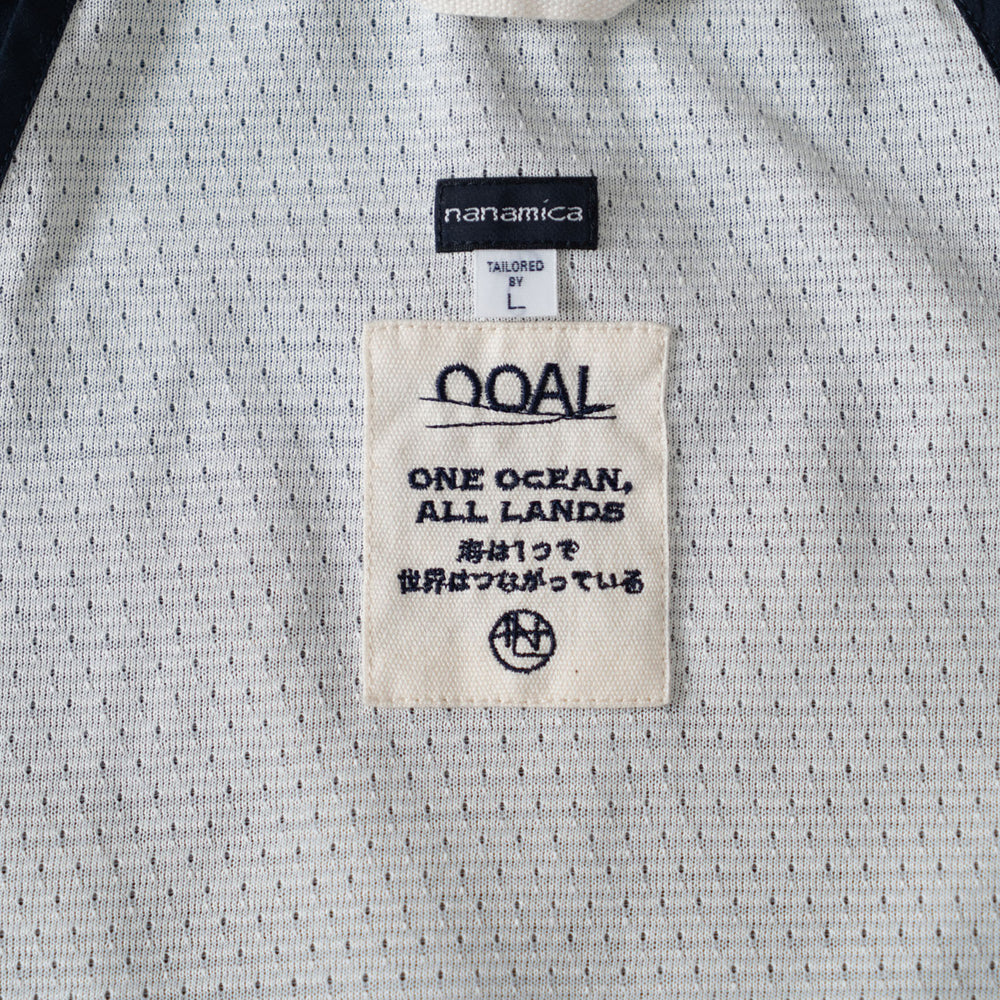 nanamica
TAILORED
BY
L
OOAL
ONE OCEAN,
ALL LANDS
海は1つで
世界はつながっている